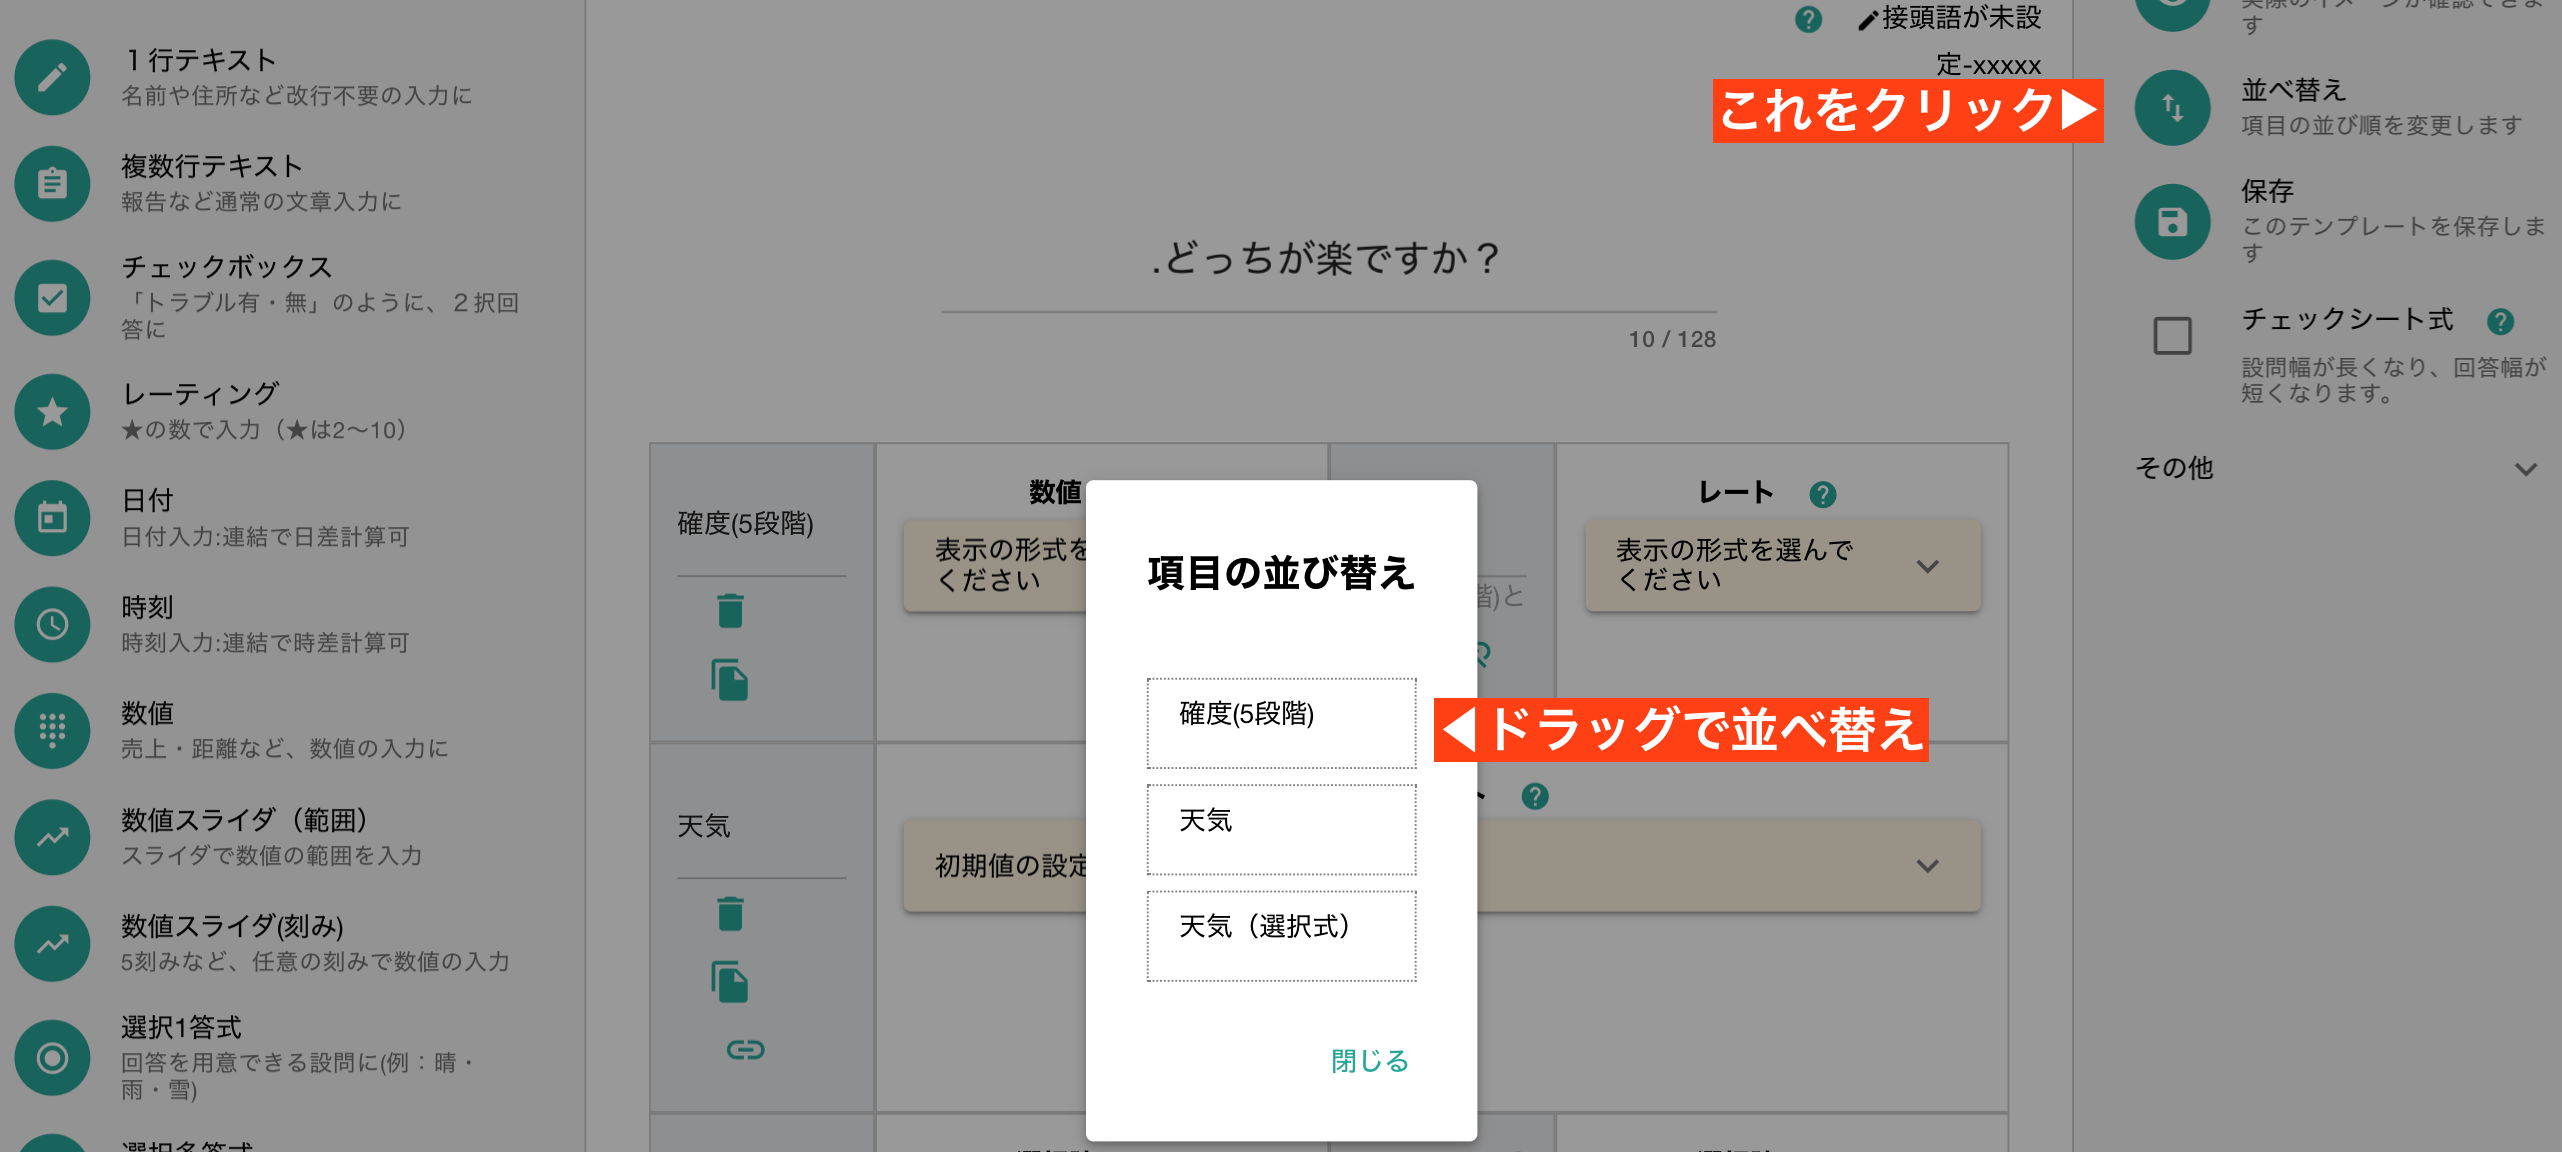 １行テキスト
名前や住所など改行不要の入力に
複数行テキスト
報告など通常の文章入力に
チェックボックス
「トラブル有・無」のように、２択回
答に
レーティング
★の数で入力（★は2〜10）
日付
日付入力:連結で日差計算可
時刻
時刻入力:連結で時差計算可
数値
売上・距離など、数値の入力に
数値スライダ（範囲）
スライダで数値の範囲を入力
数値スライダ(刻み)
5刻みなど、任意の刻みで数値の入力
選択1答式
回答を用意できる設問に(例：晴・
雨・雪)
選択多答式
接頭語が未設
定-xxxxx
これをクリック▶
.どっちが楽ですか？
10 / 128
確度(5段階)
数値
表示の形式を
ください
階)と
レート
表示の形式を選んで
ください
天気
初期値の設定
項目の並び替え
確度(5段階)
◀ドラッグで並べ替え
天気
天気（選択式）
閉じる
す
並べ替え
項目の並び順を変更します
保存
このテンプレートを保存しま
す
チェックシート式
設問幅が長くなり、回答幅が
短くなります。
その他